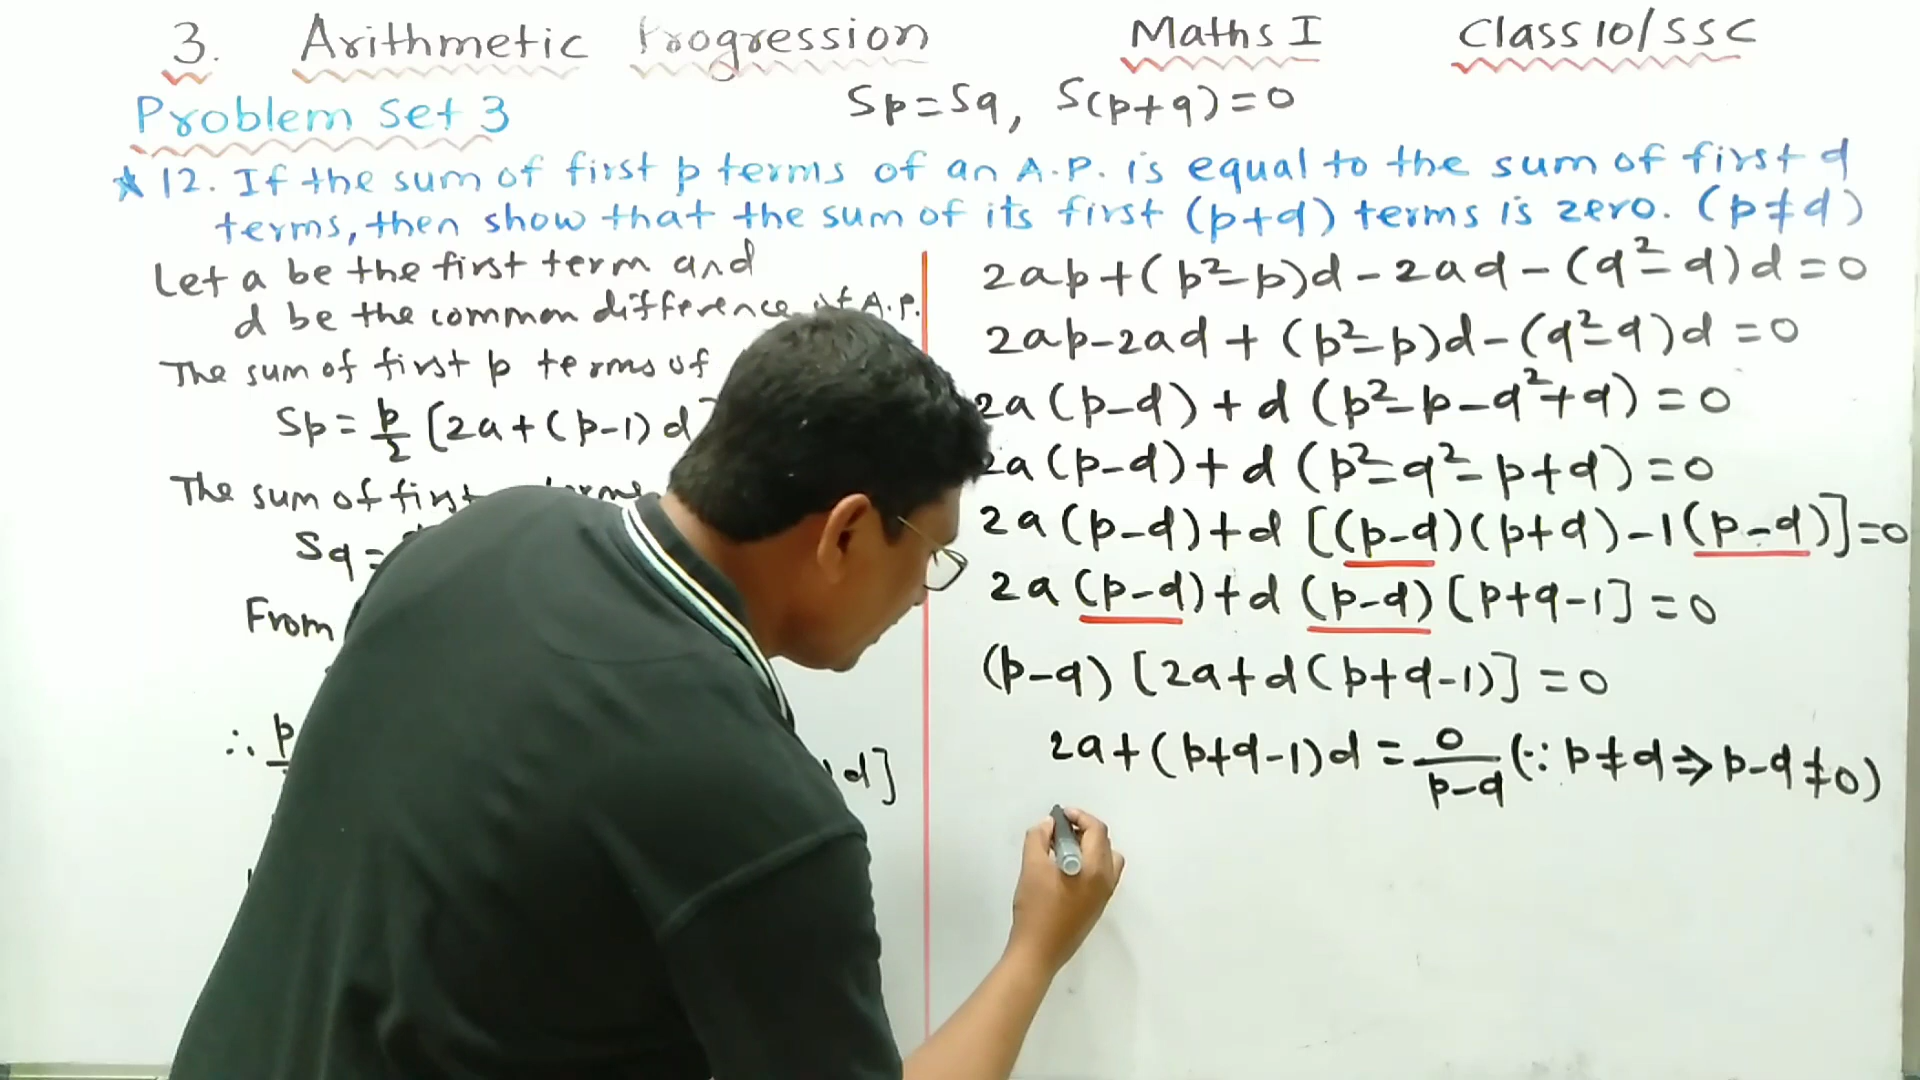 3. Arithmetic Progression Maths I Class 10/SSC
Problem Set 3
Sp=Sq, S(p+q)=0
* 12. If the sum of first p terms of an A.P. is equal to the sum of first q
terms, then show that the sum of its first (p+q) terms is zero. (p≠q)
Let a be the first term and
d be the common difference of A.P.
The sum of first p terms of
Sp = p/2 [2a+(p-1)d]
The sum of first terms
Sq =
From
∴ p
d]
2ap+(p²-p)d-2aq-(q²-q)d=0
2ap-2aq+(p²-p)d-(q²-q)d=0
2a(p-q)+d(p²-p-q²+q)=0
2a(p-q)+d(p²-q²-p+q)=0
2a(p-q)+d[(p-q)(p+q)-1(p-q)]=0
2a(p-q)+d(p-q)[p+q-1]=0
(p-q)[2a+d(p+q-1)]=0
2a+(p+q-1)d=0/p-q (∵ p≠q⇒p-q≠0)